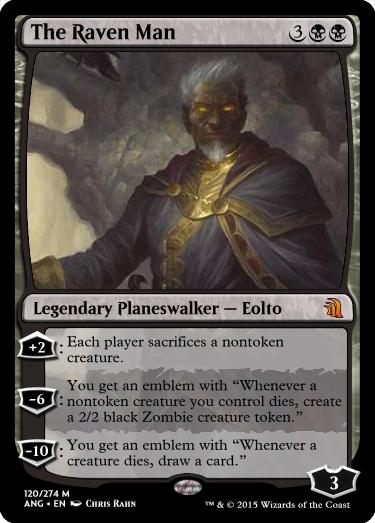 The Raven Man 3
Legendary Planeswalker — Eolto
+2: Each player sacrifices a nontoken
creature.
-6: You get an emblem with “Whenever a
nontoken creature you control dies, create
a 2/2 black Zombie creature token.”
-10: You get an emblem with “Whenever a
creature dies, draw a card.”
3
120/274 M
ANG • EN Chris Rahn
™ & © 2015 Wizards of the Coast